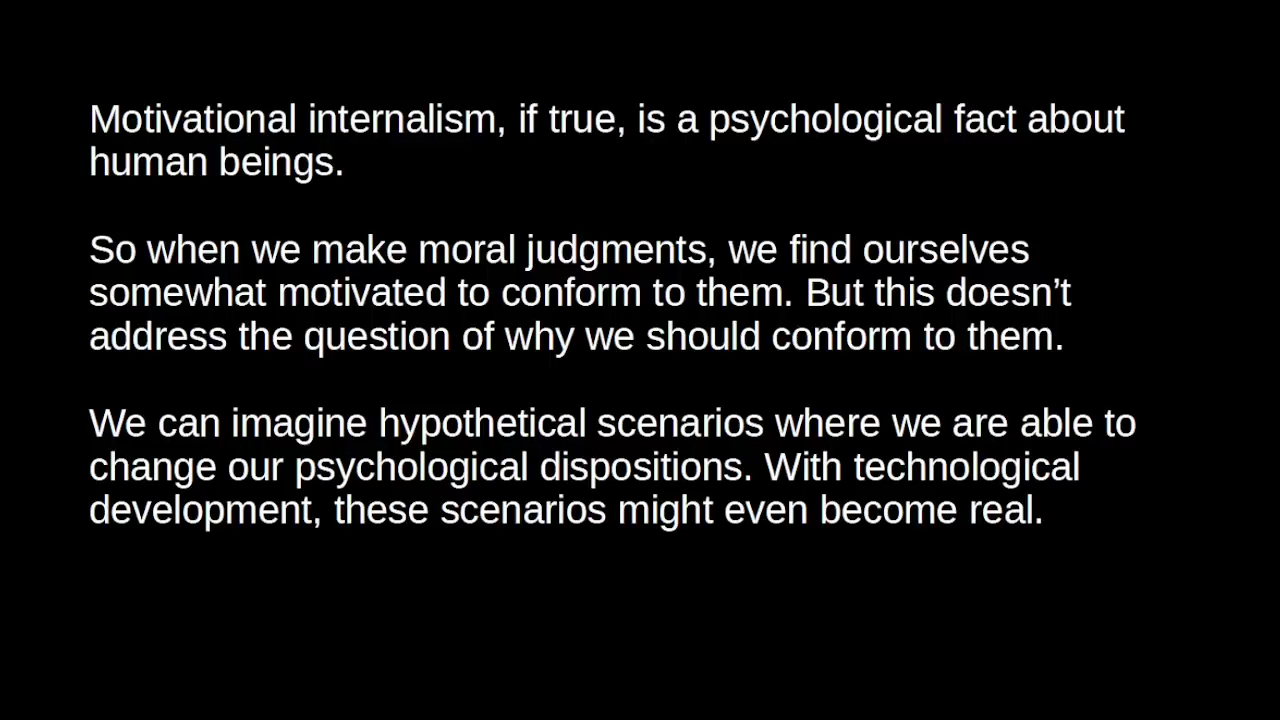 Motivational internalism, if true, is a psychological fact about
human beings.
So when we make moral judgments, we find ourselves
somewhat motivated to conform to them. But this doesn’t
address the question of why we should conform to them.
We can imagine hypothetical scenarios where we are able to
change our psychological dispositions. With technological
development, these scenarios might even become real.